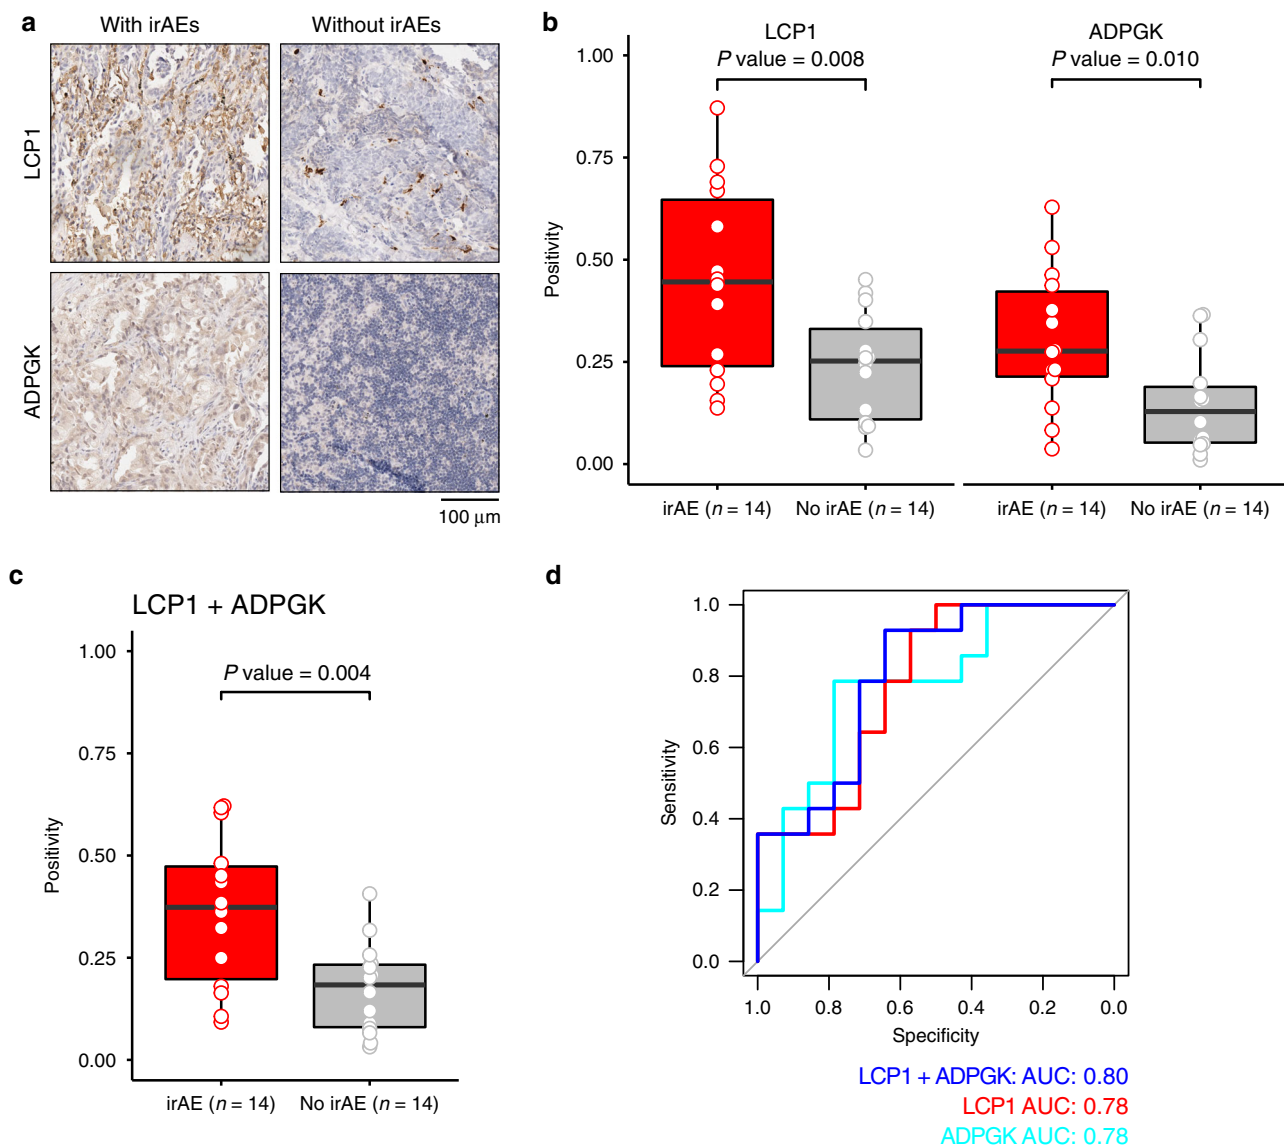 a
With irAEs
Without irAEs
LCP1
ADPGK
100 μm
b
LCP1
ADPGK
P value = 0.008
P value = 0.010
Positivity
1.00
0.75
0.50
0.25
0.00
irAE (n = 14)
No irAE (n = 14)
irAE (n = 14)
No irAE (n = 14)
c
LCP1 + ADPGK
P value = 0.004
Positivity
1.00
0.75
0.50
0.25
0.00
irAE (n = 14)
No irAE (n = 14)
d
Sensitivity
1.0
0.8
0.6
0.4
0.2
0.0
1.0
0.8
0.6
0.4
0.2
0.0
Specificity
LCP1 + ADPGK: AUC: 0.80
LCP1 AUC: 0.78
ADPGK AUC: 0.78